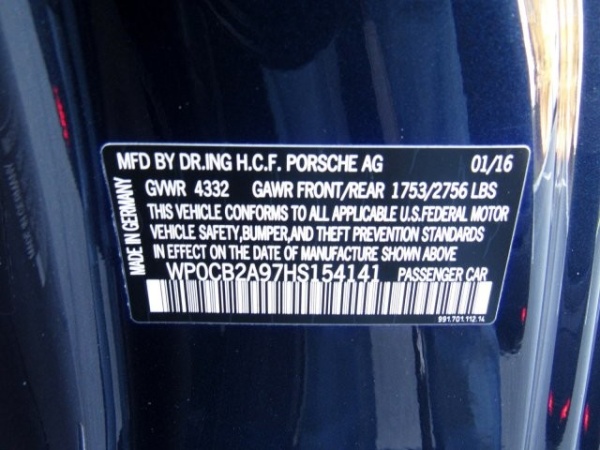 MFD BY DR.ING H.C.F. PORSCHE AG 01/16
GVWR 4332 GAWR FRONT/REAR 1753/2756 LBS
THIS VEHICLE CONFORMS TO ALL APPLICABLE U.S.FEDERAL MOTOR
VEHICLE SAFETY,BUMPER,AND THEFT PREVENTION STANDARDS
IN EFFECT ON THE DATE OF MANUFACTURE SHOWN ABOVE.
WP0CB2A97HS154141 PASSENGER CAR
MADE IN GERMANY
991.701.112.14